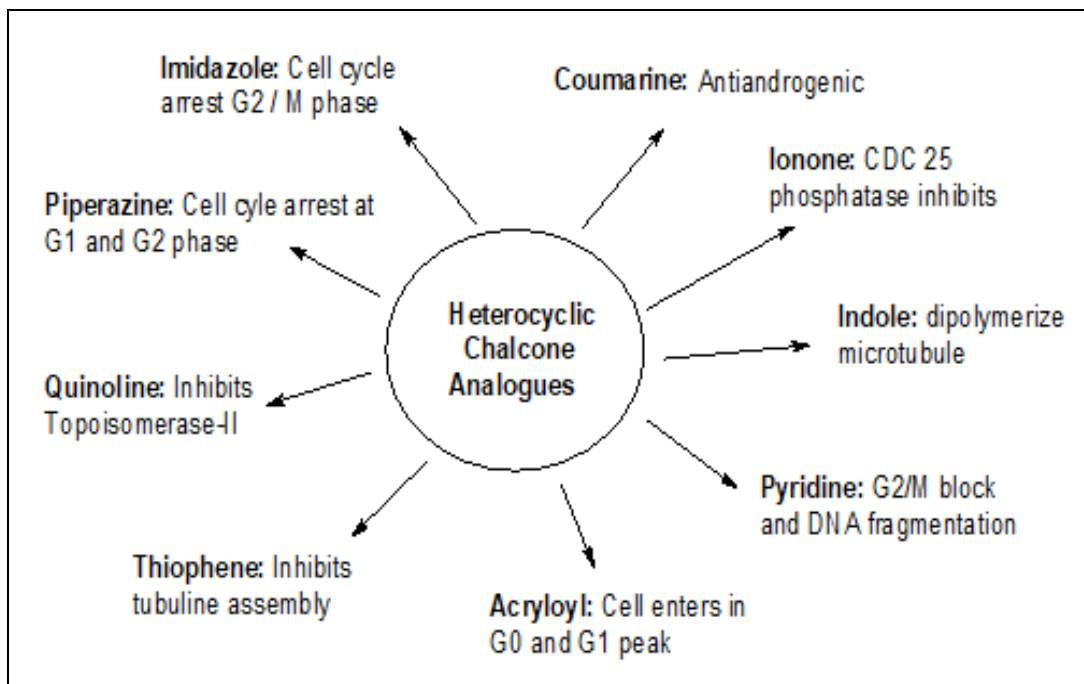 Imidazole: Cell cycle
arrest G2 / M phase
Coumarine: Antiandrogenic
Ionone: CDC 25
phosphatase inhibits
Piperazine: Cell cyle arrest at
G1 and G2 phase
Heterocyclic
Chalcone
Analogues
Indole: dipolymerize
microtubule
Quinoline: Inhibits
Topoisomerase-II
Pyridine: G2/M block
and DNA fragmentation
Thiophene: Inhibits
tubuline assembly
Acryloyl: Cell enters in
G0 and G1 peak